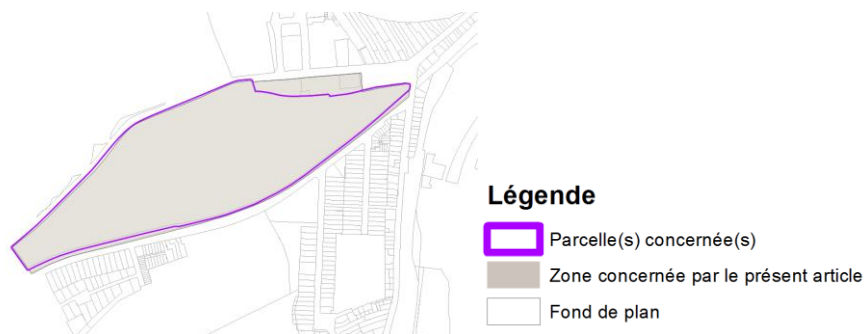 Légende
Parcelle(s) concernée(s)
Zone concernée par le présent article
Fond de plan